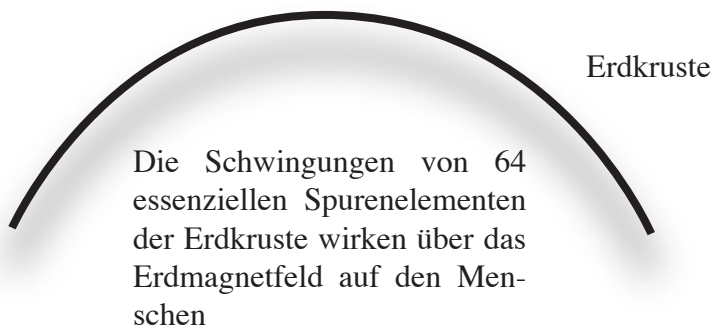 Erdkruste
Die Schwingungen von 64
essenziellen Spurenelementen
der Erdkruste wirken über das
Erdmagnetfeld auf den Men-
schen